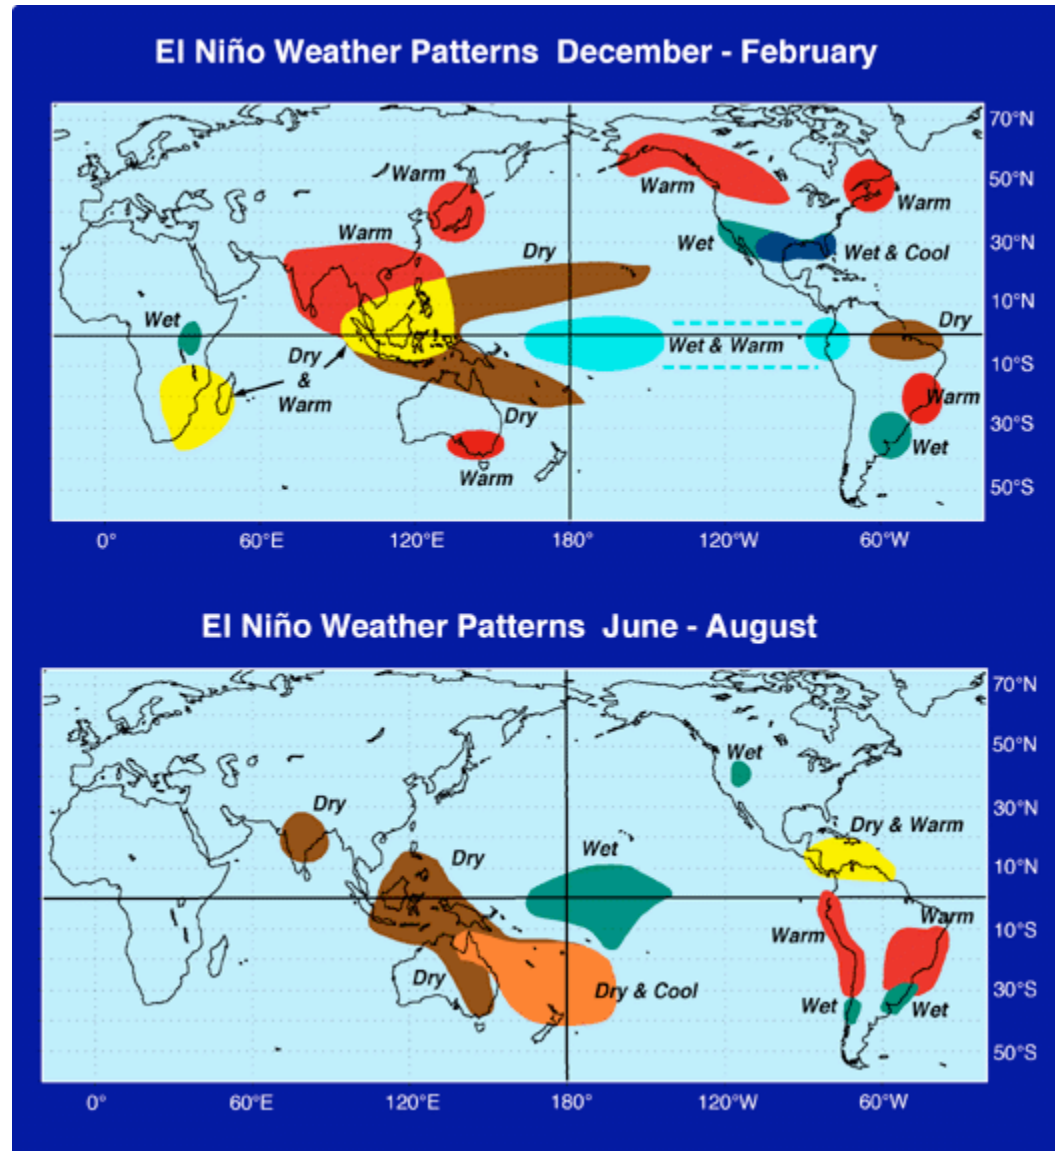 El Niño Weather Patterns December - February
70°N
Warm
Warm
50°N
Warm
Warm
Dry
Wet
Wet & Cool
30°N
10°N
Wet
Dry
Dry
&
Warm
Wet & Warm
10°S
Dry
Warm
30°S
Wet
Warm
50°S
0°
60°E
120°E
180°
120°W
60°W
El Niño Weather Patterns June - August
70°N
Wet
50°N
Dry
30°N
Dry & Warm
Dry
Wet
10°N
Warm
Warm
10°S
Dry
Dry & Cool
30°S
Wet
Wet
50°S
0°
60°E
120°E
180°
120°W
60°W